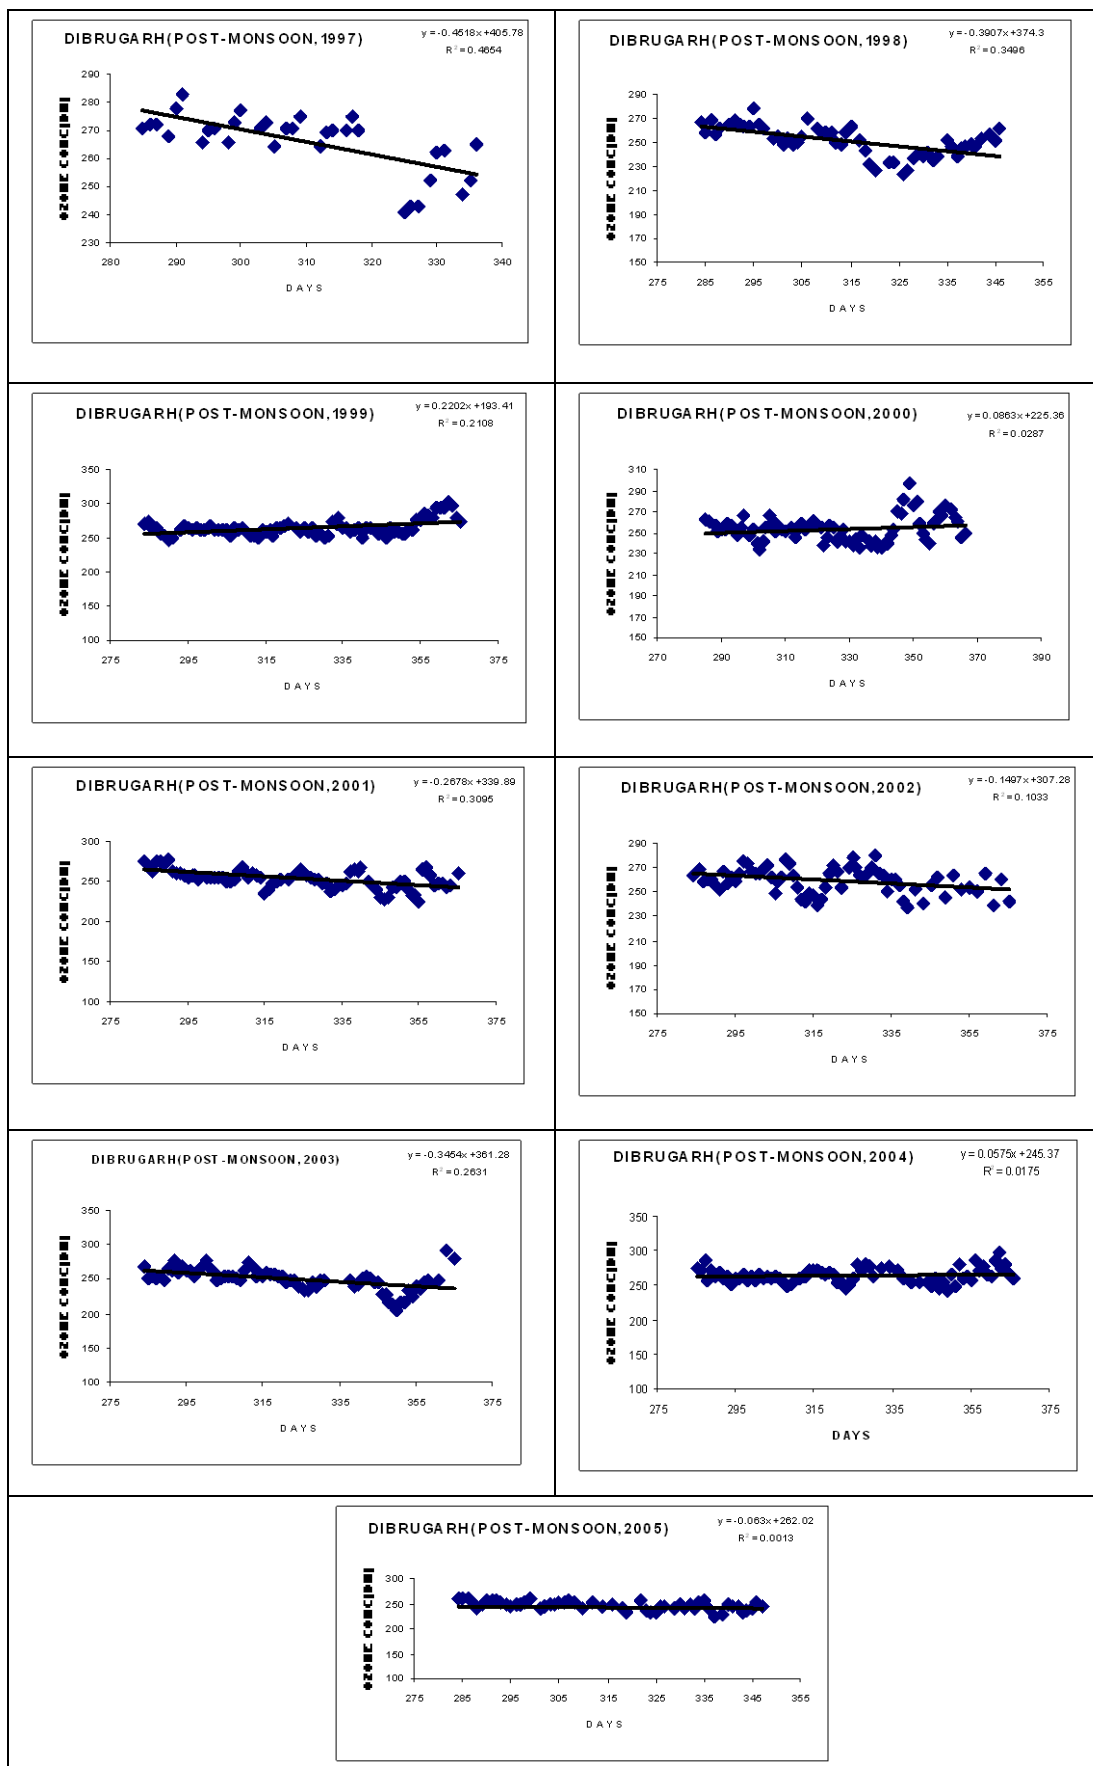 DIBRUGARH(POST-MONSOON,1997)
y = -0.4518x + 405.78
R² = 0.4654
290
280
270
260
250
240
230
280 290 300 310 320 330 340
DAYS
DIBRUGARH(POST-MONSOON,1998)
y = -0.3907x + 374.3
R² = 0.3496
290
270
250
230
210
190
170
150
275 285 295 305 315 325 335 345 355
DAYS
DIBRUGARH(POST-MONSOON,1999)
y = 0.2202x + 193.41
R² = 0.2108
350
300
250
200
150
100
275 295 315 335 355 375
DAYS
DIBRUGARH(POST-MONSOON,2000)
y = 0.0863x + 225.36
R² = 0.0287
310
290
270
250
230
210
190
170
150
270 290 310 330 350 370 390
DAYS
DIBRUGARH(POST-MONSOON,2001)
y = -0.2678x + 339.89
R² = 0.3095
300
250
200
150
100
275 295 315 335 355 375
DAYS
DIBRUGARH(POST-MONSOON,2002)
y = -0.1497x + 307.28
R² = 0.1033
290
270
250
230
210
190
170
150
275 295 315 335 355 375
DAYS
DIBRUGARH(POST-MONSOON,2003)
y = -0.3454x + 361.28
R² = 0.2631
350
300
250
200
150
100
275 295 315 335 355 375
DAYS
DIBRUGARH(POST-MONSOON,2004)
y = 0.0575x + 245.37
R² = 0.0175
350
300
250
200
150
100
275 295 315 335 355 375
DAYS
DIBRUGARH(POST-MONSOON,2005)
y = -0.063x + 262.02
R² = 0.0013
300
250
200
150
100
275 285 295 305 315 325 335 345 355
DAYS